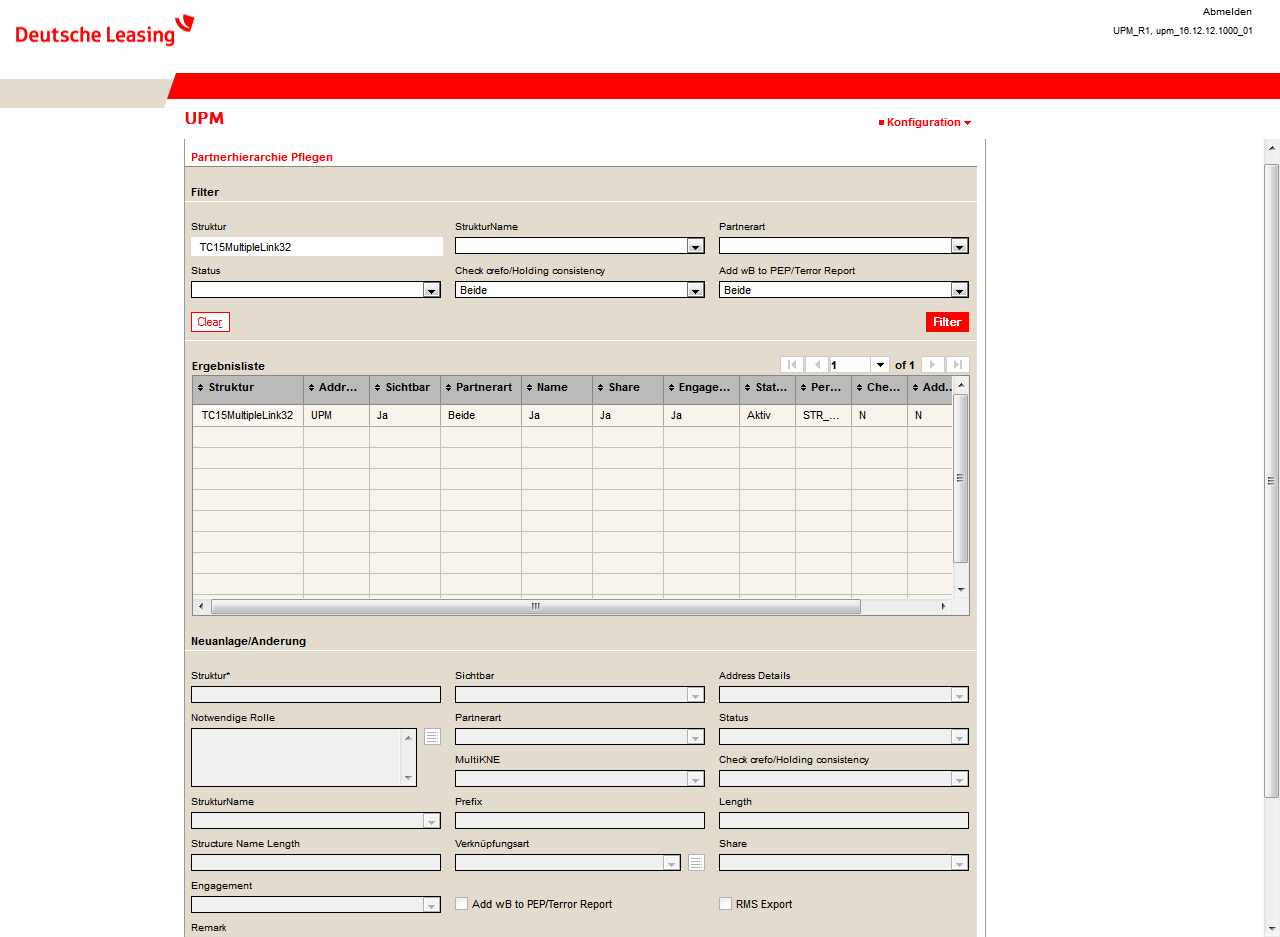 Deutsche Leasing
Abmelden
UPM_R1, upm_16.12.12.1000_01
UPM
Konfiguration
Partnerhierarchie Pflegen
Filter
Struktur StrukturName Partnerart
TC15MultipleLink32
Status Check crefo/Holding consistency Add wB to PEP/Terror Report
Beide Beide
Clear Filter
Ergebnisliste 1 of 1
Struktur Addr... Sichtbar Partnerart Name Share Engage... Stat... Per... Che... Add...
TC15MultipleLink32 UPM Ja Beide Ja Ja Ja Aktiv STR_... N N
Neuanlage/Anderung
Struktur* Sichtbar Address Details
Notwendige Rolle Partnerart Status
MultiKNE Check crefo/Holding consistency
StrukturName Prefix Length
Structure Name Length Verknüpfungsart Share
Engagement
Add wB to PEP/Terror Report RMS Export
Remark